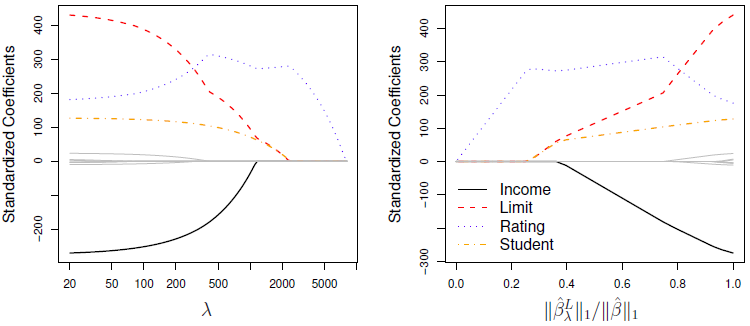 Standardized Coefficients
400
300
200
100
0
−200
20 50 100 200 500 2000 5000
λ
Standardized Coefficients
400
300
200
100
0
−100
−300
Income
Limit
Rating
Student
0.0 0.2 0.4 0.6 0.8 1.0
‖β̂λᴸ‖₁/‖β̂‖₁